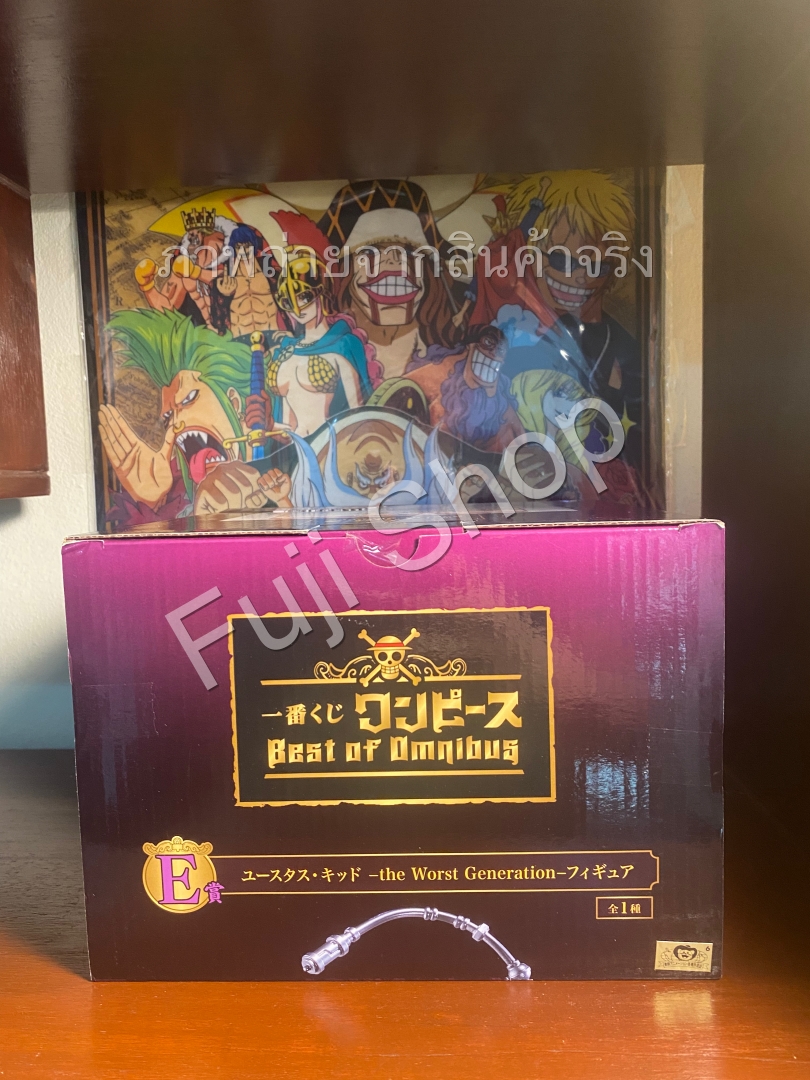 ภาพถ่ายจากสินค้าจริง
Fuji Shop
一番くじ ワンピース
Best of Omnibus
E賞
ユースタス・キッド –the Worst Generation–フィギュア
全1種